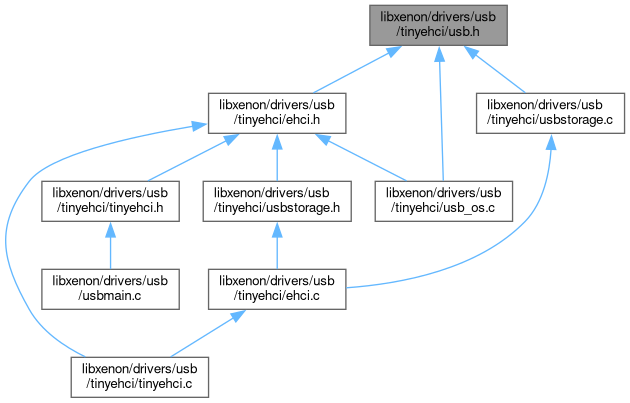 libxenon/drivers/usb
/tinyehci/usb.h
libxenon/drivers/usb
/tinyehci/ehci.h
libxenon/drivers/usb
/tinyehci/usbstorage.c
libxenon/drivers/usb
/tinyehci/tinyehci.h
libxenon/drivers/usb
/tinyehci/usbstorage.h
libxenon/drivers/usb
/tinyehci/usb_os.c
libxenon/drivers/usb
/usbmain.c
libxenon/drivers/usb
/tinyehci/ehci.c
libxenon/drivers/usb
/tinyehci/tinyehci.c